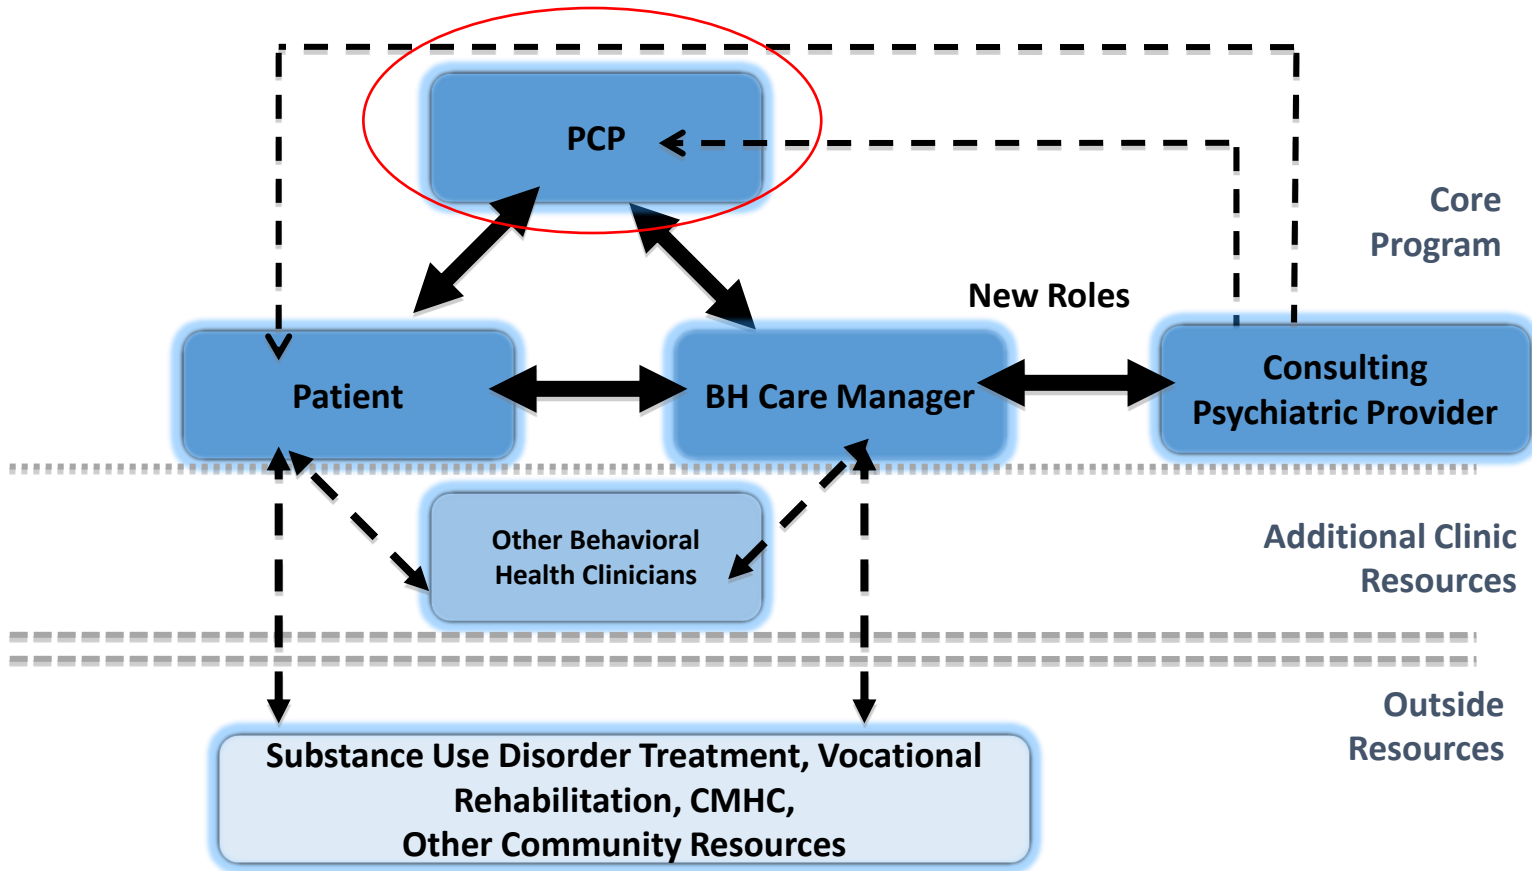 PCP
Core
Program
New Roles
Patient
BH Care Manager
Consulting
Psychiatric Provider
Other Behavioral
Health Clinicians
Additional Clinic
Resources
Outside
Resources
Substance Use Disorder Treatment, Vocational
Rehabilitation, CMHC,
Other Community Resources